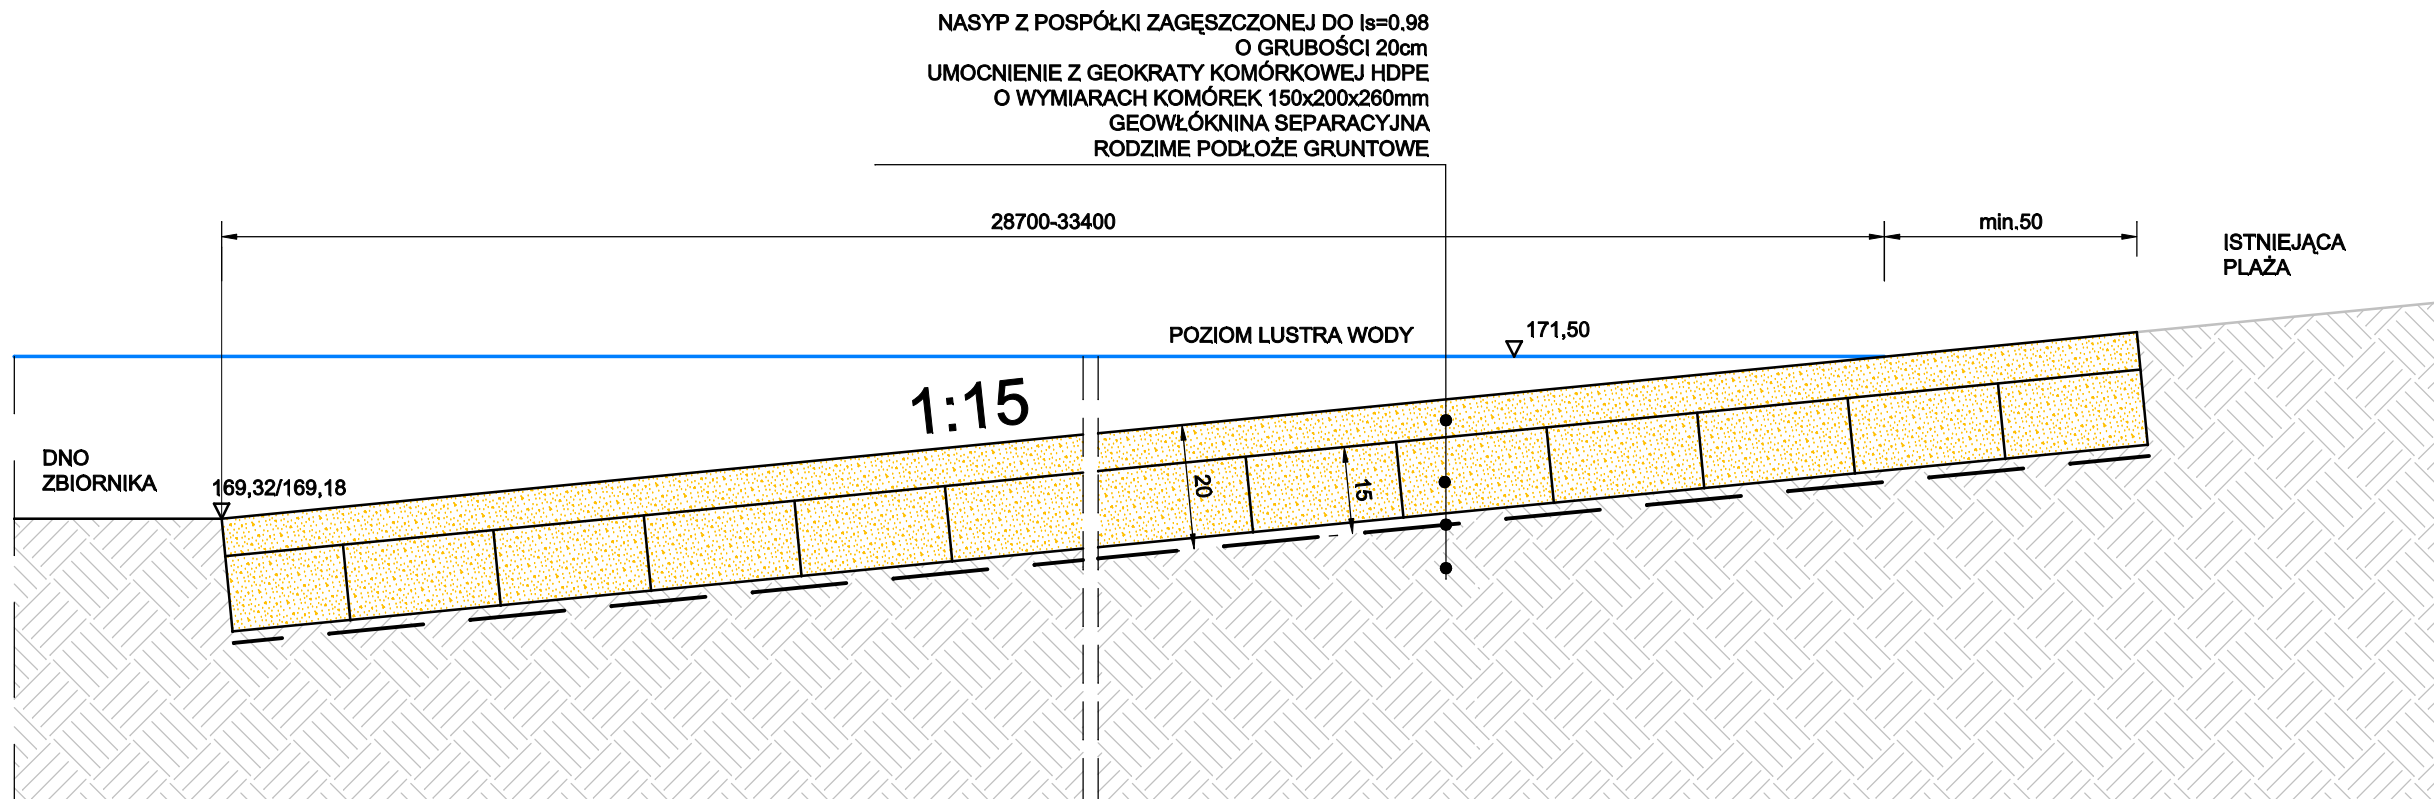 NASYP Z POSPÓŁKI ZAGĘSZCZONEJ DO Is=0,98
O GRUBOŚCI 20cm
UMOCNIENIE Z GEOKRATY KOMÓRKOWEJ HDPE
O WYMIARACH KOMÓREK 150x200x260mm
GEOWŁÓKNINA SEPARACYJNA
RODZIME PODŁOŻE GRUNTOWE
28700-33400
min.50
ISTNIEJĄCA
PLAŻA
POZIOM LUSTRA WODY
171,50
1:15
DNO
ZBIORNIKA
169,32/169,18
20
15